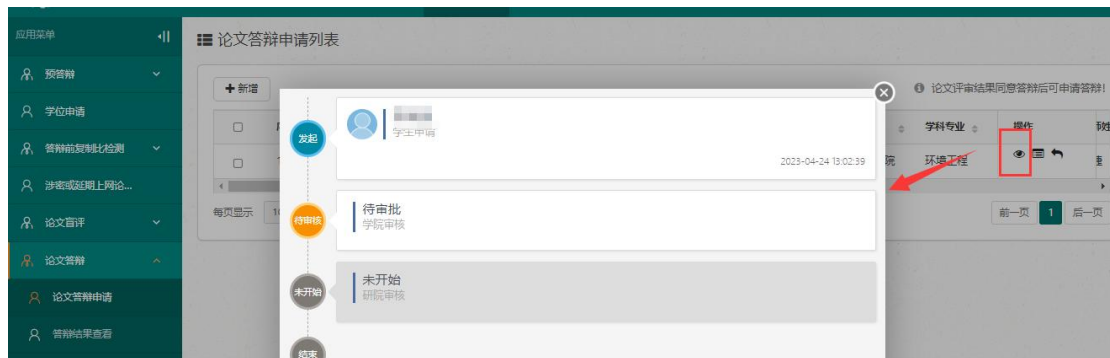 应用菜单
论文答辩申请列表
预答辩
新增
论文评审结果同意答辩后可申请答辩!
学位申请
发起
学生申请
学科专业
操作
答辩前复制比检测
2023-04-24 13:02:39
院
环境工程
涉密或延期上网论...
论文盲评
每页显示
待审核
待审批
学院审核
前一页
1
后一页
论文答辩
未开始
未开始
研院审核
论文答辩申请
答辩结果查看
结束